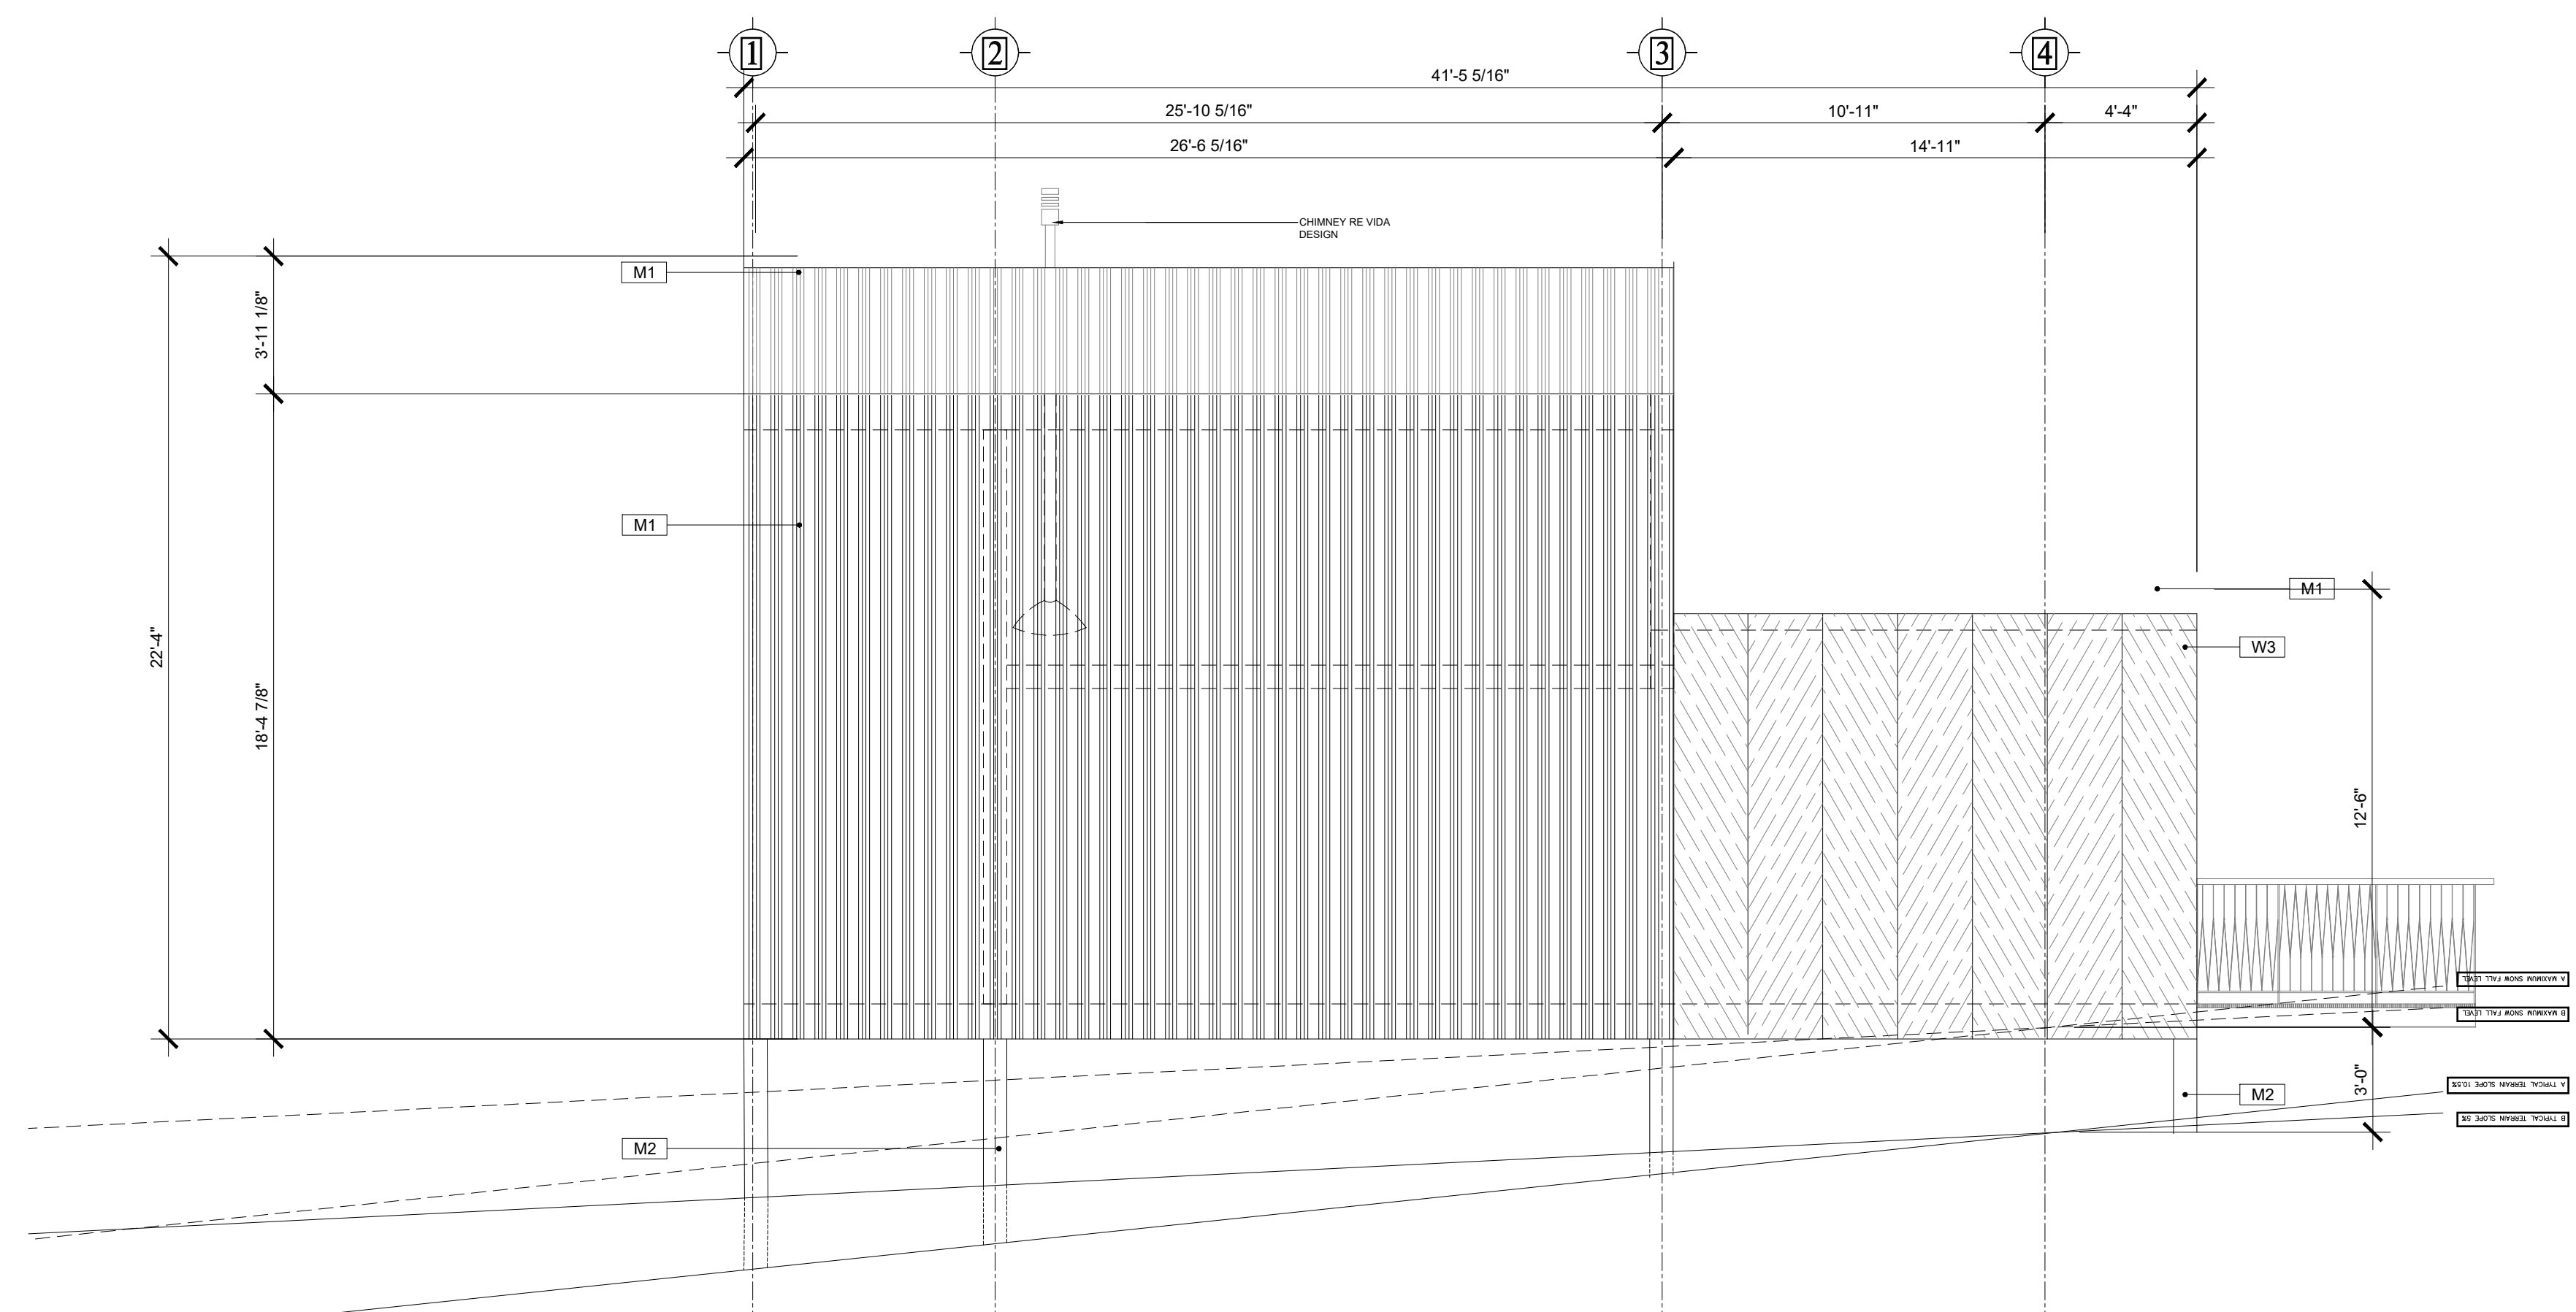 1
2
3
4
41'-5 5/16"
25'-10 5/16"
10'-11"
4'-4"
26'-6 5/16"
14'-11"
CHIMNEY RE VIDA
DESIGN
M1
3'-11 1/8"
M1
M1
22'-4"
W3
18'-4 7/8"
12'-6"
A MAXIMUM SNOW FALL LEVEL
B MAXIMUM SNOW FALL LEVEL
3'-0"
A TYPICAL TERRAIN SLOPE 10.5%
M2
B TYPICAL TERRAIN SLOPE 5%
M2